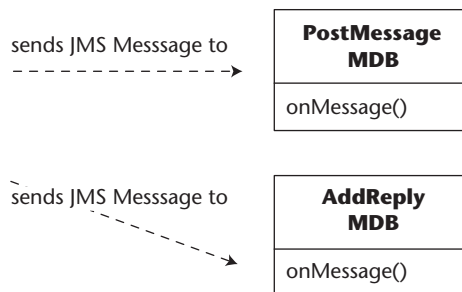 sends JMS Messsage to
PostMessage
MDB
onMessage()
sends JMS Messsage to
AddReply
MDB
onMessage()